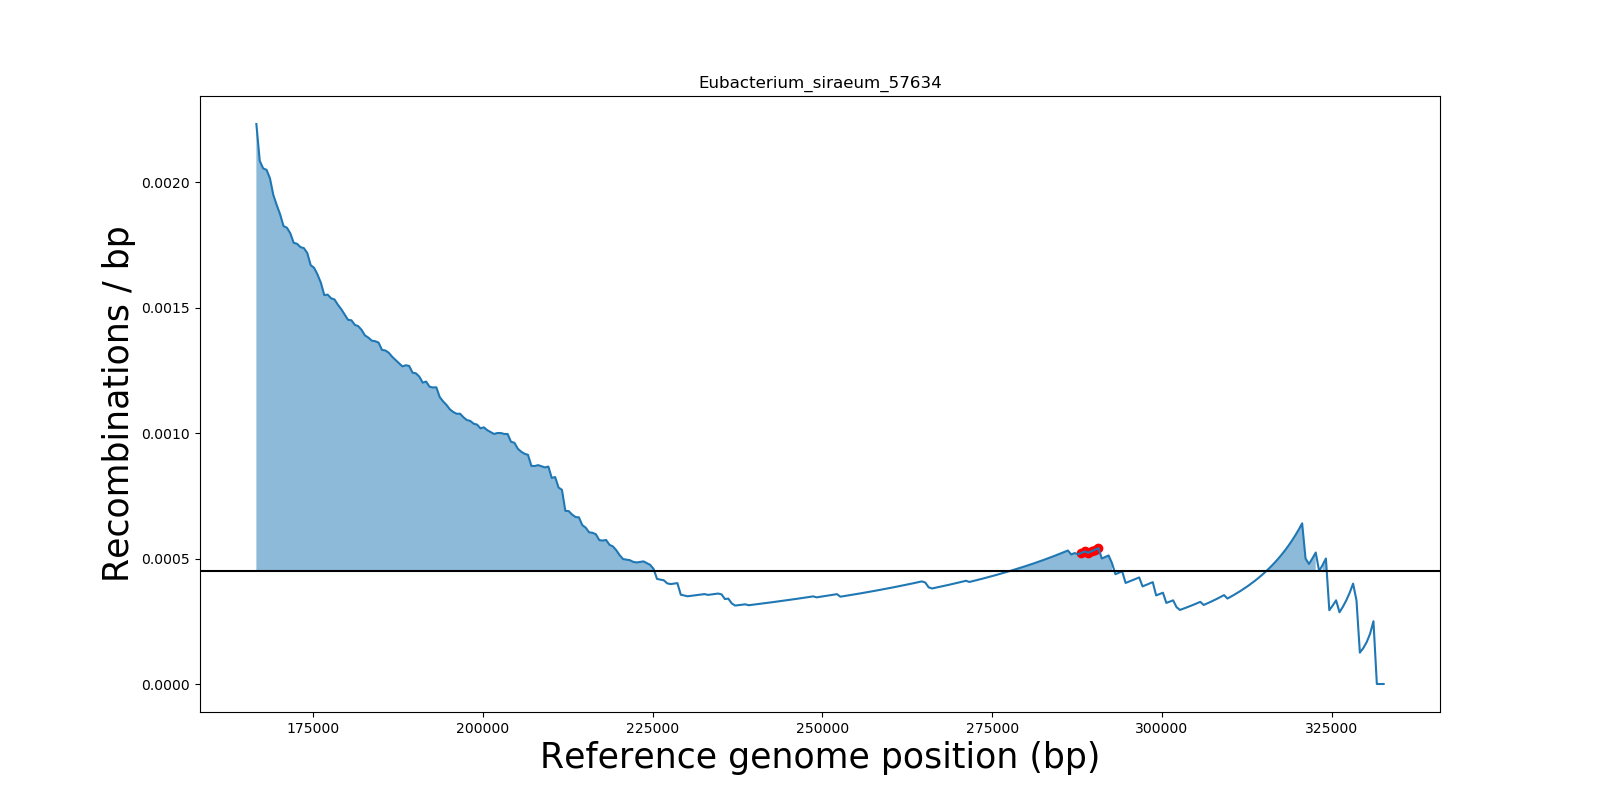 Eubacterium_siraeum_57634
Recombinations / bp
0.0020
0.0015
0.0010
0.0005
0.0000
175000 200000 225000 250000 275000 300000 325000
Reference genome position (bp)